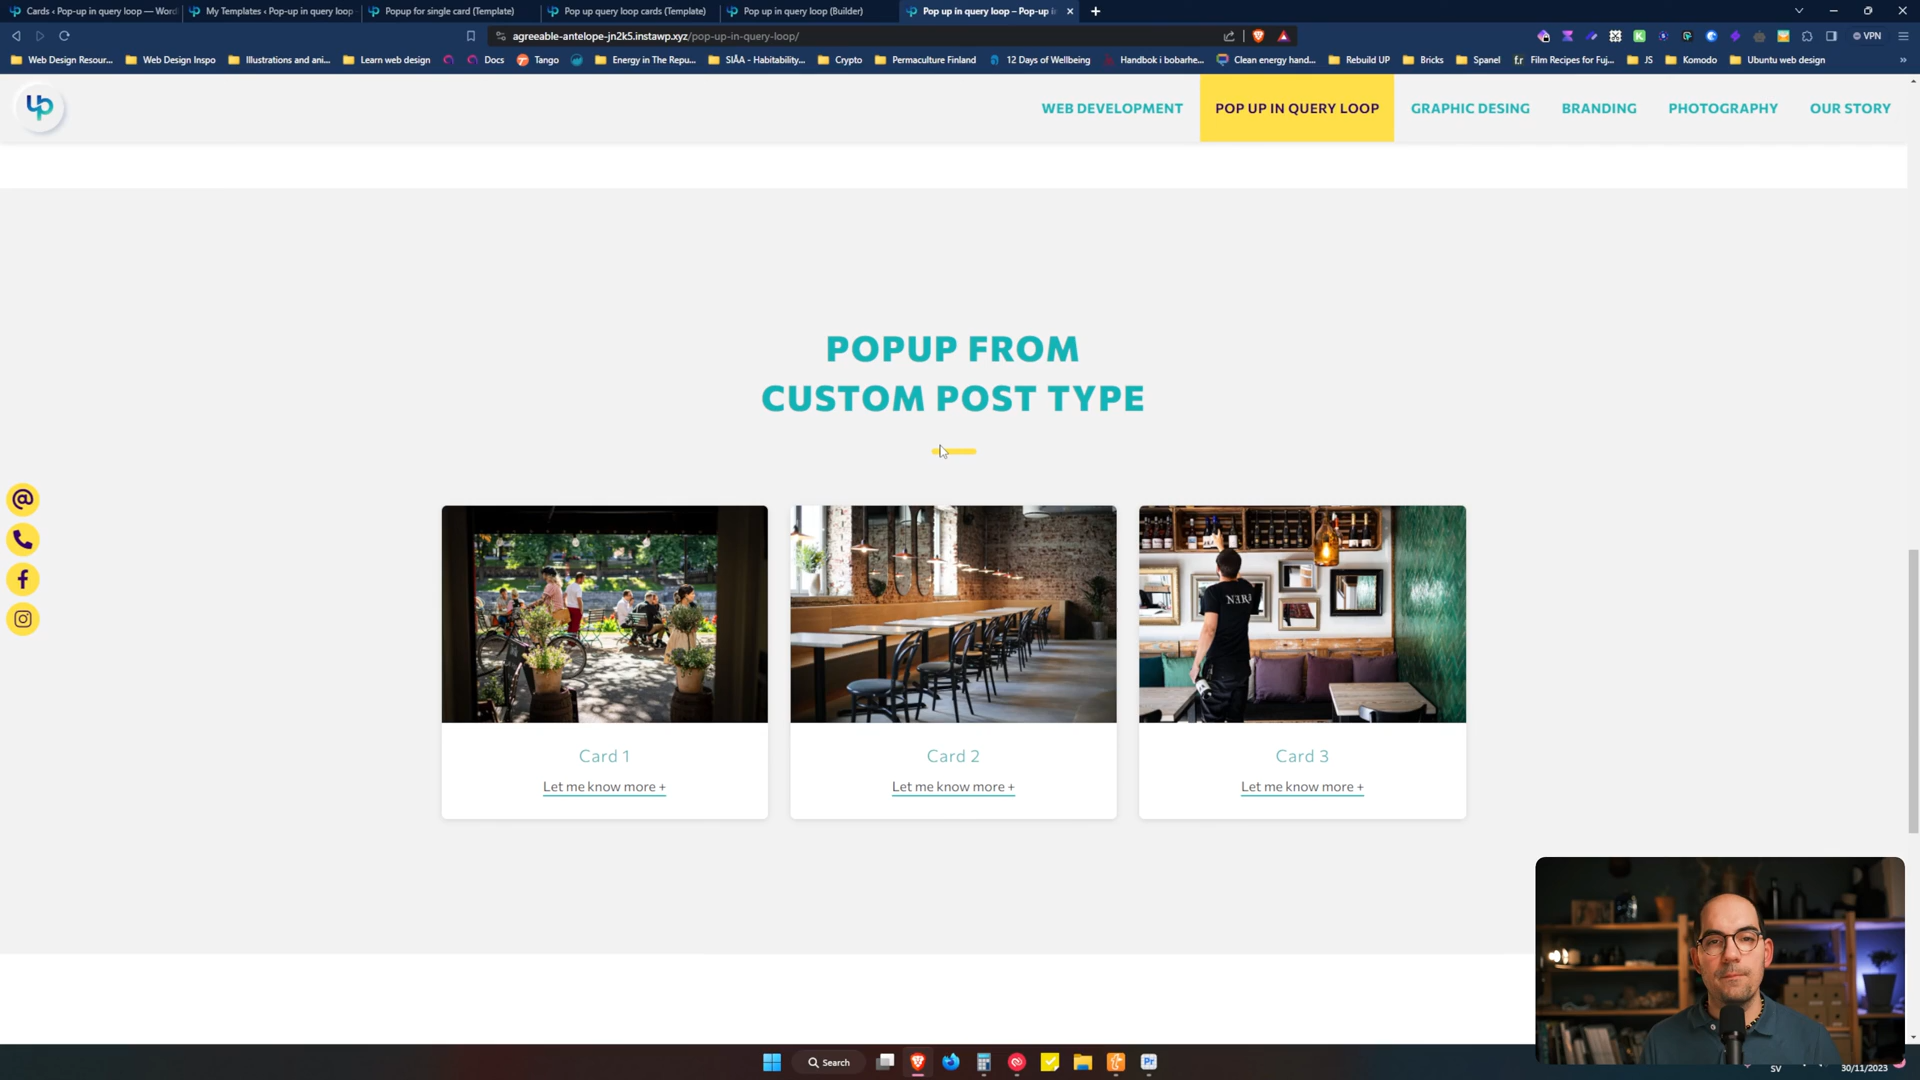 Cards ‹ Pop-up in query loop — Word
My Templates ‹ Pop-up in query loop
Popup for single card (Template)
Pop up query loop cards (Template)
Pop up in query loop (Builder)
Pop up in query loop – Pop-up i
agreeable-antelope-jn2k5.instawp.xyz/pop-up-in-query-loop/
VPN
Web Design Resour...
Web Design Inspo
Illustrations and ani...
Learn web design
Docs
Tango
Energy in The Repu...
SIÅA - Habitability...
Crypto
Permaculture Finland
12 Days of Wellbeing
Handbok i bobarhe...
Clean energy hand...
Rebuild UP
Bricks
Spanel
Film Recipes for Fuj...
JS
Komodo
Ubuntu web design
WEB DEVELOPMENT
POP UP IN QUERY LOOP
GRAPHIC DESING
BRANDING
PHOTOGRAPHY
OUR STORY
POPUP FROM
CUSTOM POST TYPE
Card 1
Let me know more +
Card 2
Let me know more +
Card 3
Let me know more +
Search
SV
30/11/2023